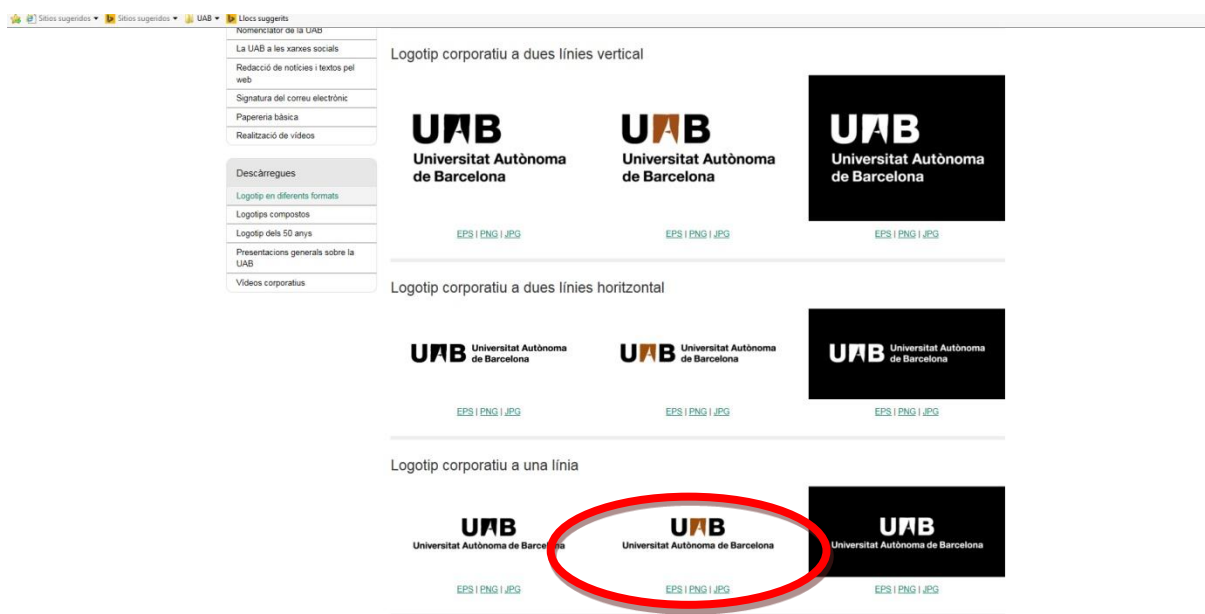 Sitios sugeridos ▾ Sitios sugeridos ▾ UAB ▾ Llocs suggerits
Nomenclàtor de la UAB
La UAB a les xarxes socials
Redacció de notícies i textos pel
web
Signatura del correu electrònic
Papereria bàsica
Realització de vídeos
Descàrregues
Logotip en diferents formats
Logotips compostos
Logotip dels 50 anys
Presentacions generals sobre la
UAB
Vídeos corporatius
Logotip corporatiu a dues línies vertical
UAB
Universitat Autònoma
de Barcelona
UAB
Universitat Autònoma
de Barcelona
UAB
Universitat Autònoma
de Barcelona
EPS | PNG | JPG
EPS | PNG | JPG
EPS | PNG | JPG
Logotip corporatiu a dues línies horitzontal
UAB Universitat Autònoma
de Barcelona
UAB Universitat Autònoma
de Barcelona
UAB Universitat Autònoma
de Barcelona
EPS | PNG | JPG
EPS | PNG | JPG
EPS | PNG | JPG
Logotip corporatiu a una línia
UAB
Universitat Autònoma de Barcelona
UAB
Universitat Autònoma de Barcelona
UAB
Universitat Autònoma de Barcelona
EPS | PNG | JPG
EPS | PNG | JPG
EPS | PNG | JPG